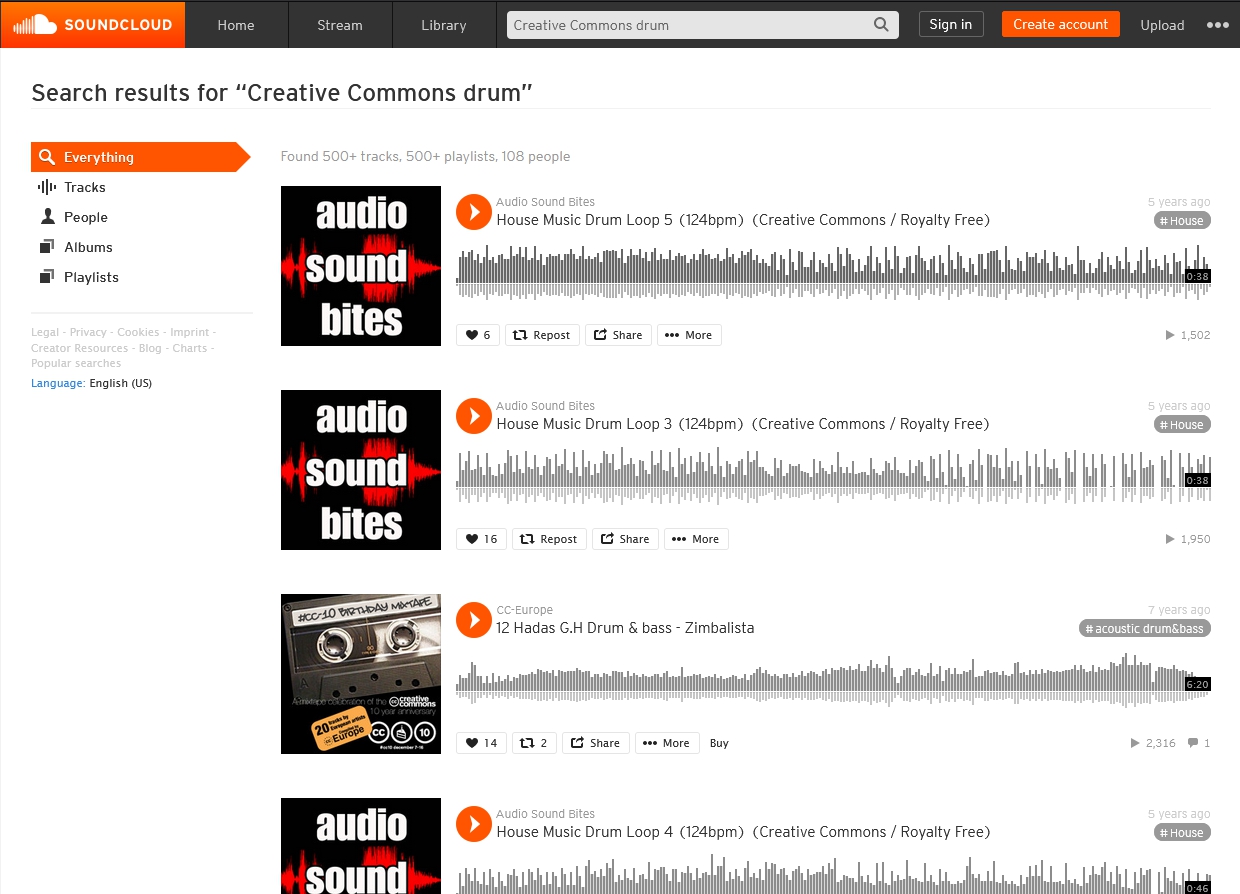 SOUNDCLOUD
Home
Stream
Library
Creative Commons drum
Sign in
Create account
Upload
Search results for “Creative Commons drum”
Everything
Tracks
People
Albums
Playlists
Legal - Privacy - Cookies - Imprint -
Creator Resources - Blog - Charts -
Popular searches
Language: English (US)
Found 500+ tracks, 500+ playlists, 108 people
audio
sound
bites
Audio Sound Bites
5 years ago
House Music Drum Loop 5 (124bpm) (Creative Commons / Royalty Free)
# House
0:38
6
Repost
Share
More
1,502
audio
sound
bites
Audio Sound Bites
5 years ago
House Music Drum Loop 3 (124bpm) (Creative Commons / Royalty Free)
# House
0:38
16
Repost
Share
More
1,950
#CC-10 BIRTHDAY MIXTAPE
A
90
A mixtape celebration of the cc creative commons
10 year anniversary
20 tracks by
European artists
Europe
cc
10
#cc10 december 7-16
CC-Europe
7 years ago
12 Hadas G.H Drum & bass - Zimbalista
# acoustic drum&bass
6:20
14
2
Share
More
Buy
2,316
1
audio
sound
Audio Sound Bites
5 years ago
House Music Drum Loop 4 (124bpm) (Creative Commons / Royalty Free)
# House
0:46